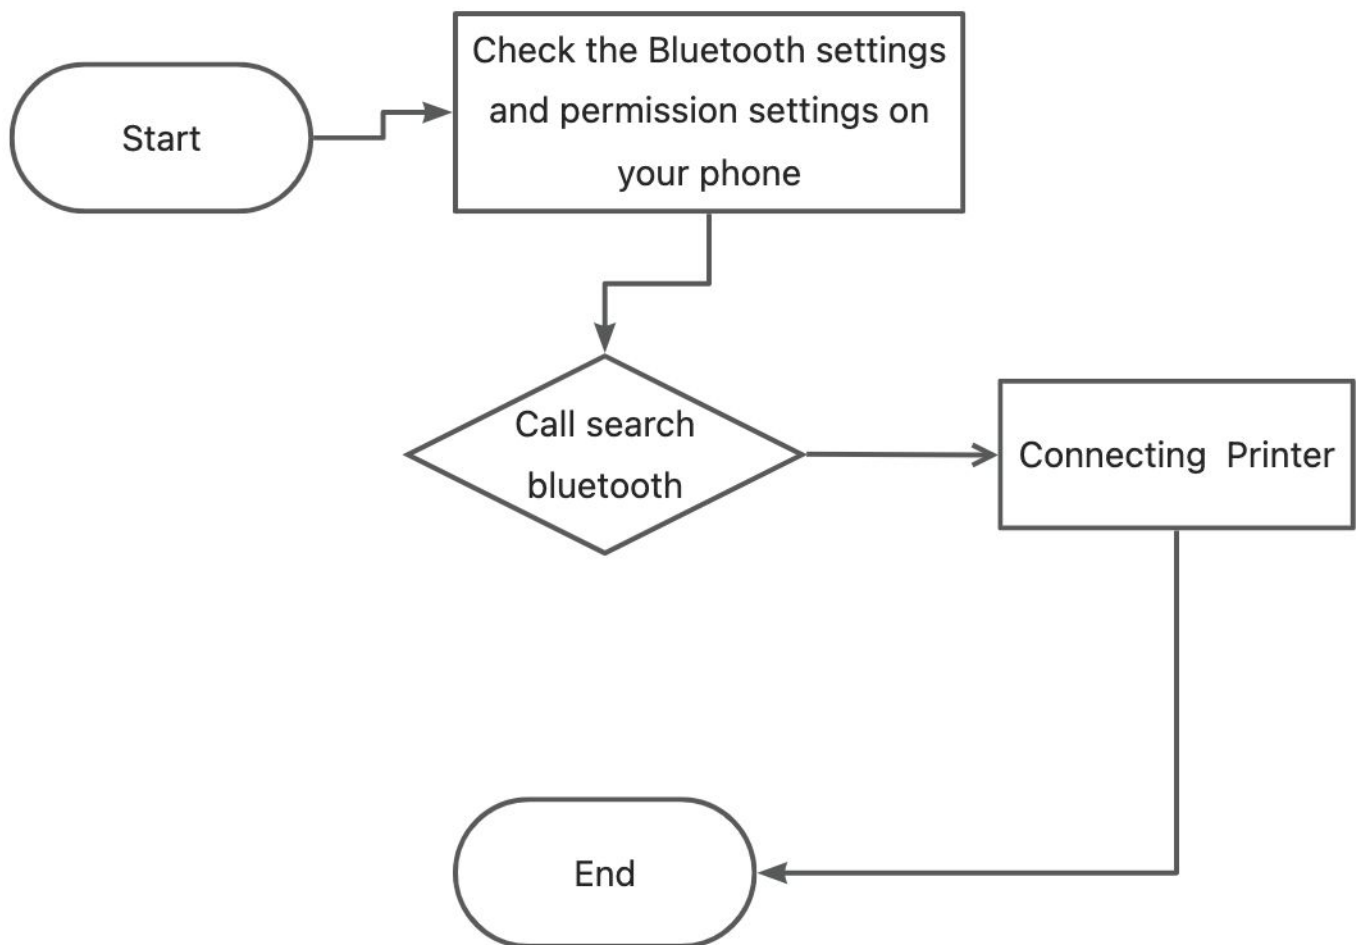 Start
Check the Bluetooth settings
and permission settings on
your phone
Call search
bluetooth
Connecting  Printer
End